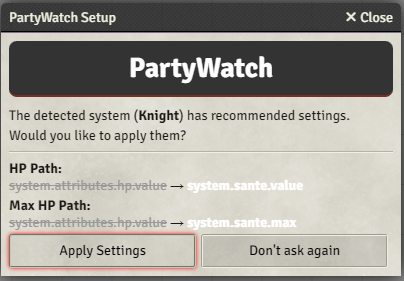 PartyWatch Setup
✕ Close
PartyWatch
The detected system (Knight) has recommended settings.
Would you like to apply them?
HP Path:
system.attributes.hp.value → system.sante.value
Max HP Path:
system.attributes.hp.value → system.sante.max
Apply Settings
Don't ask again